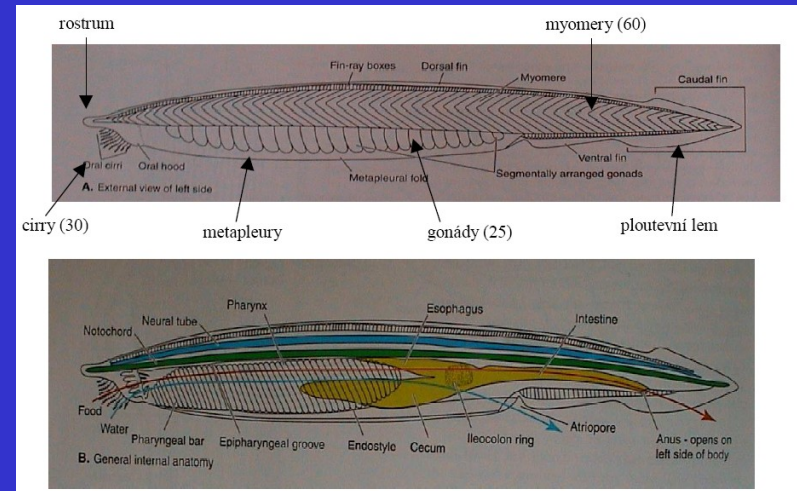 rostrum
myomery (60)
Fin-ray boxes
Dorsal fin
Myomere
Caudal fin
Oral cirri
Oral hood
Metapleural fold
Segmentally arranged gonads
Ventral fin
A. External view of left side
cirry (30)
metapleury
gonády (25)
ploutevní lem
Notochord
Neural tube
Pharynx
Esophagus
Intestine
Food
Water
Pharyngeal bar
Epipharyngeal groove
Endostyle
Cecum
Ileocolon ring
Atriopore
Anus - opens on
left side of body
B. General internal anatomy